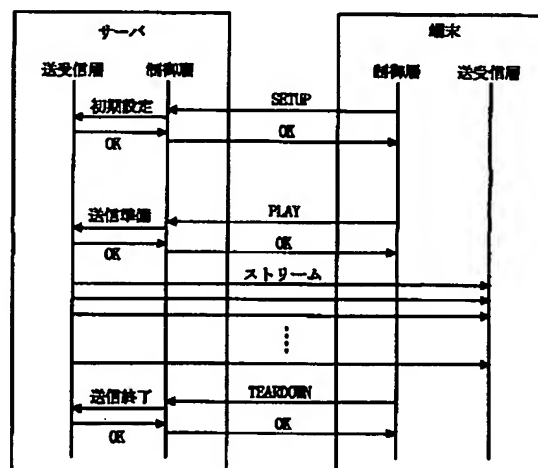 サーバ 端末
送受信層 制御層 制御層 送受信層
SETUP
初期設定
OK OK
PLAY
送信準備
OK OK
ストリーム
TEARDOWN
送信終了
OK OK